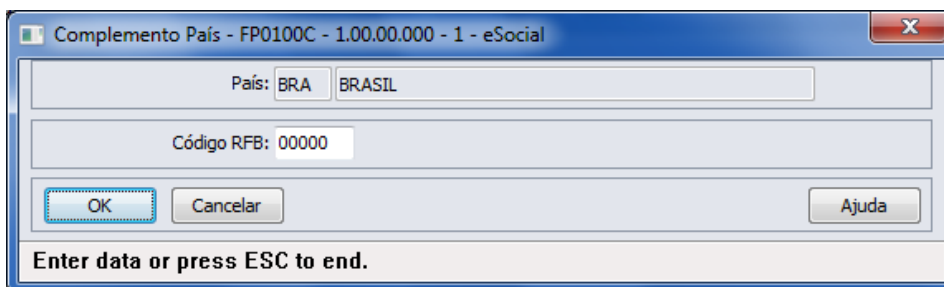 Complemento País - FP0100C - 1.00.00.000 - 1 - eSocial
País: BRA BRASIL
Código RFB: 00000
OK Cancelar Ajuda
Enter data or press ESC to end.